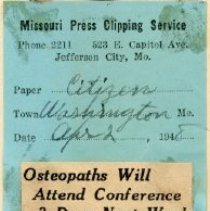 Missouri Press Clipping Service
Phone 2211 523 E. Capitol Ave.
Jefferson City, Mo.
Paper Citizen
Town Washington Mo.
Date Apr 2 1948
Osteopaths Will
Attend Conference